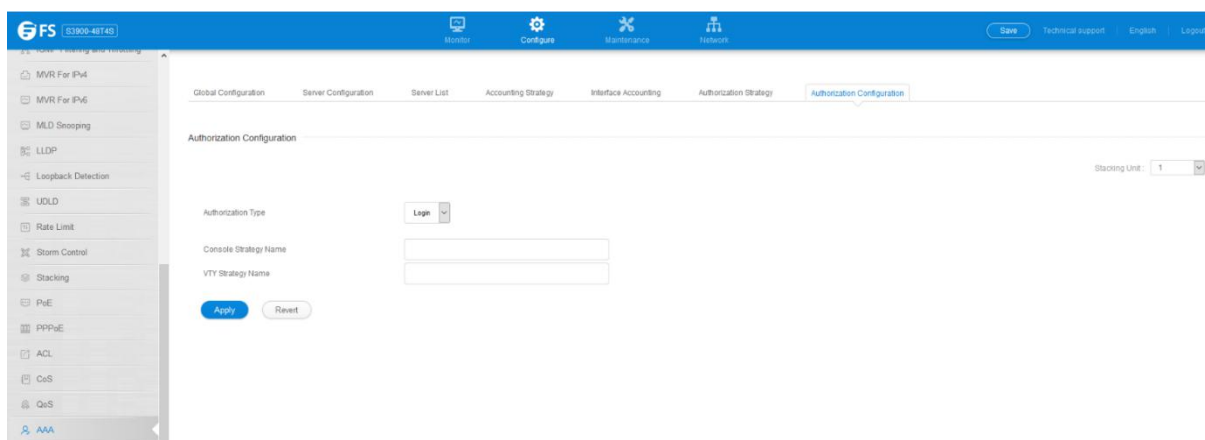 FS S3900-48T4S
Monitor
Configure
Maintenance
Network
Save
Technical support
English
Logout
MVR For IPv4
MVR For IPv6
MLD Snooping
LLDP
Loopback Detection
UDLD
Rate Limit
Storm Control
Stacking
PoE
PPPoE
ACL
CoS
QoS
AAA
Global Configuration
Server Configuration
Server List
Accounting Strategy
Interface Accounting
Authorization Strategy
Authorization Configuration
Authorization Configuration
Stacking Unit : 1
Authorization Type
Login
Console Strategy Name
VTY Strategy Name
Apply
Revert